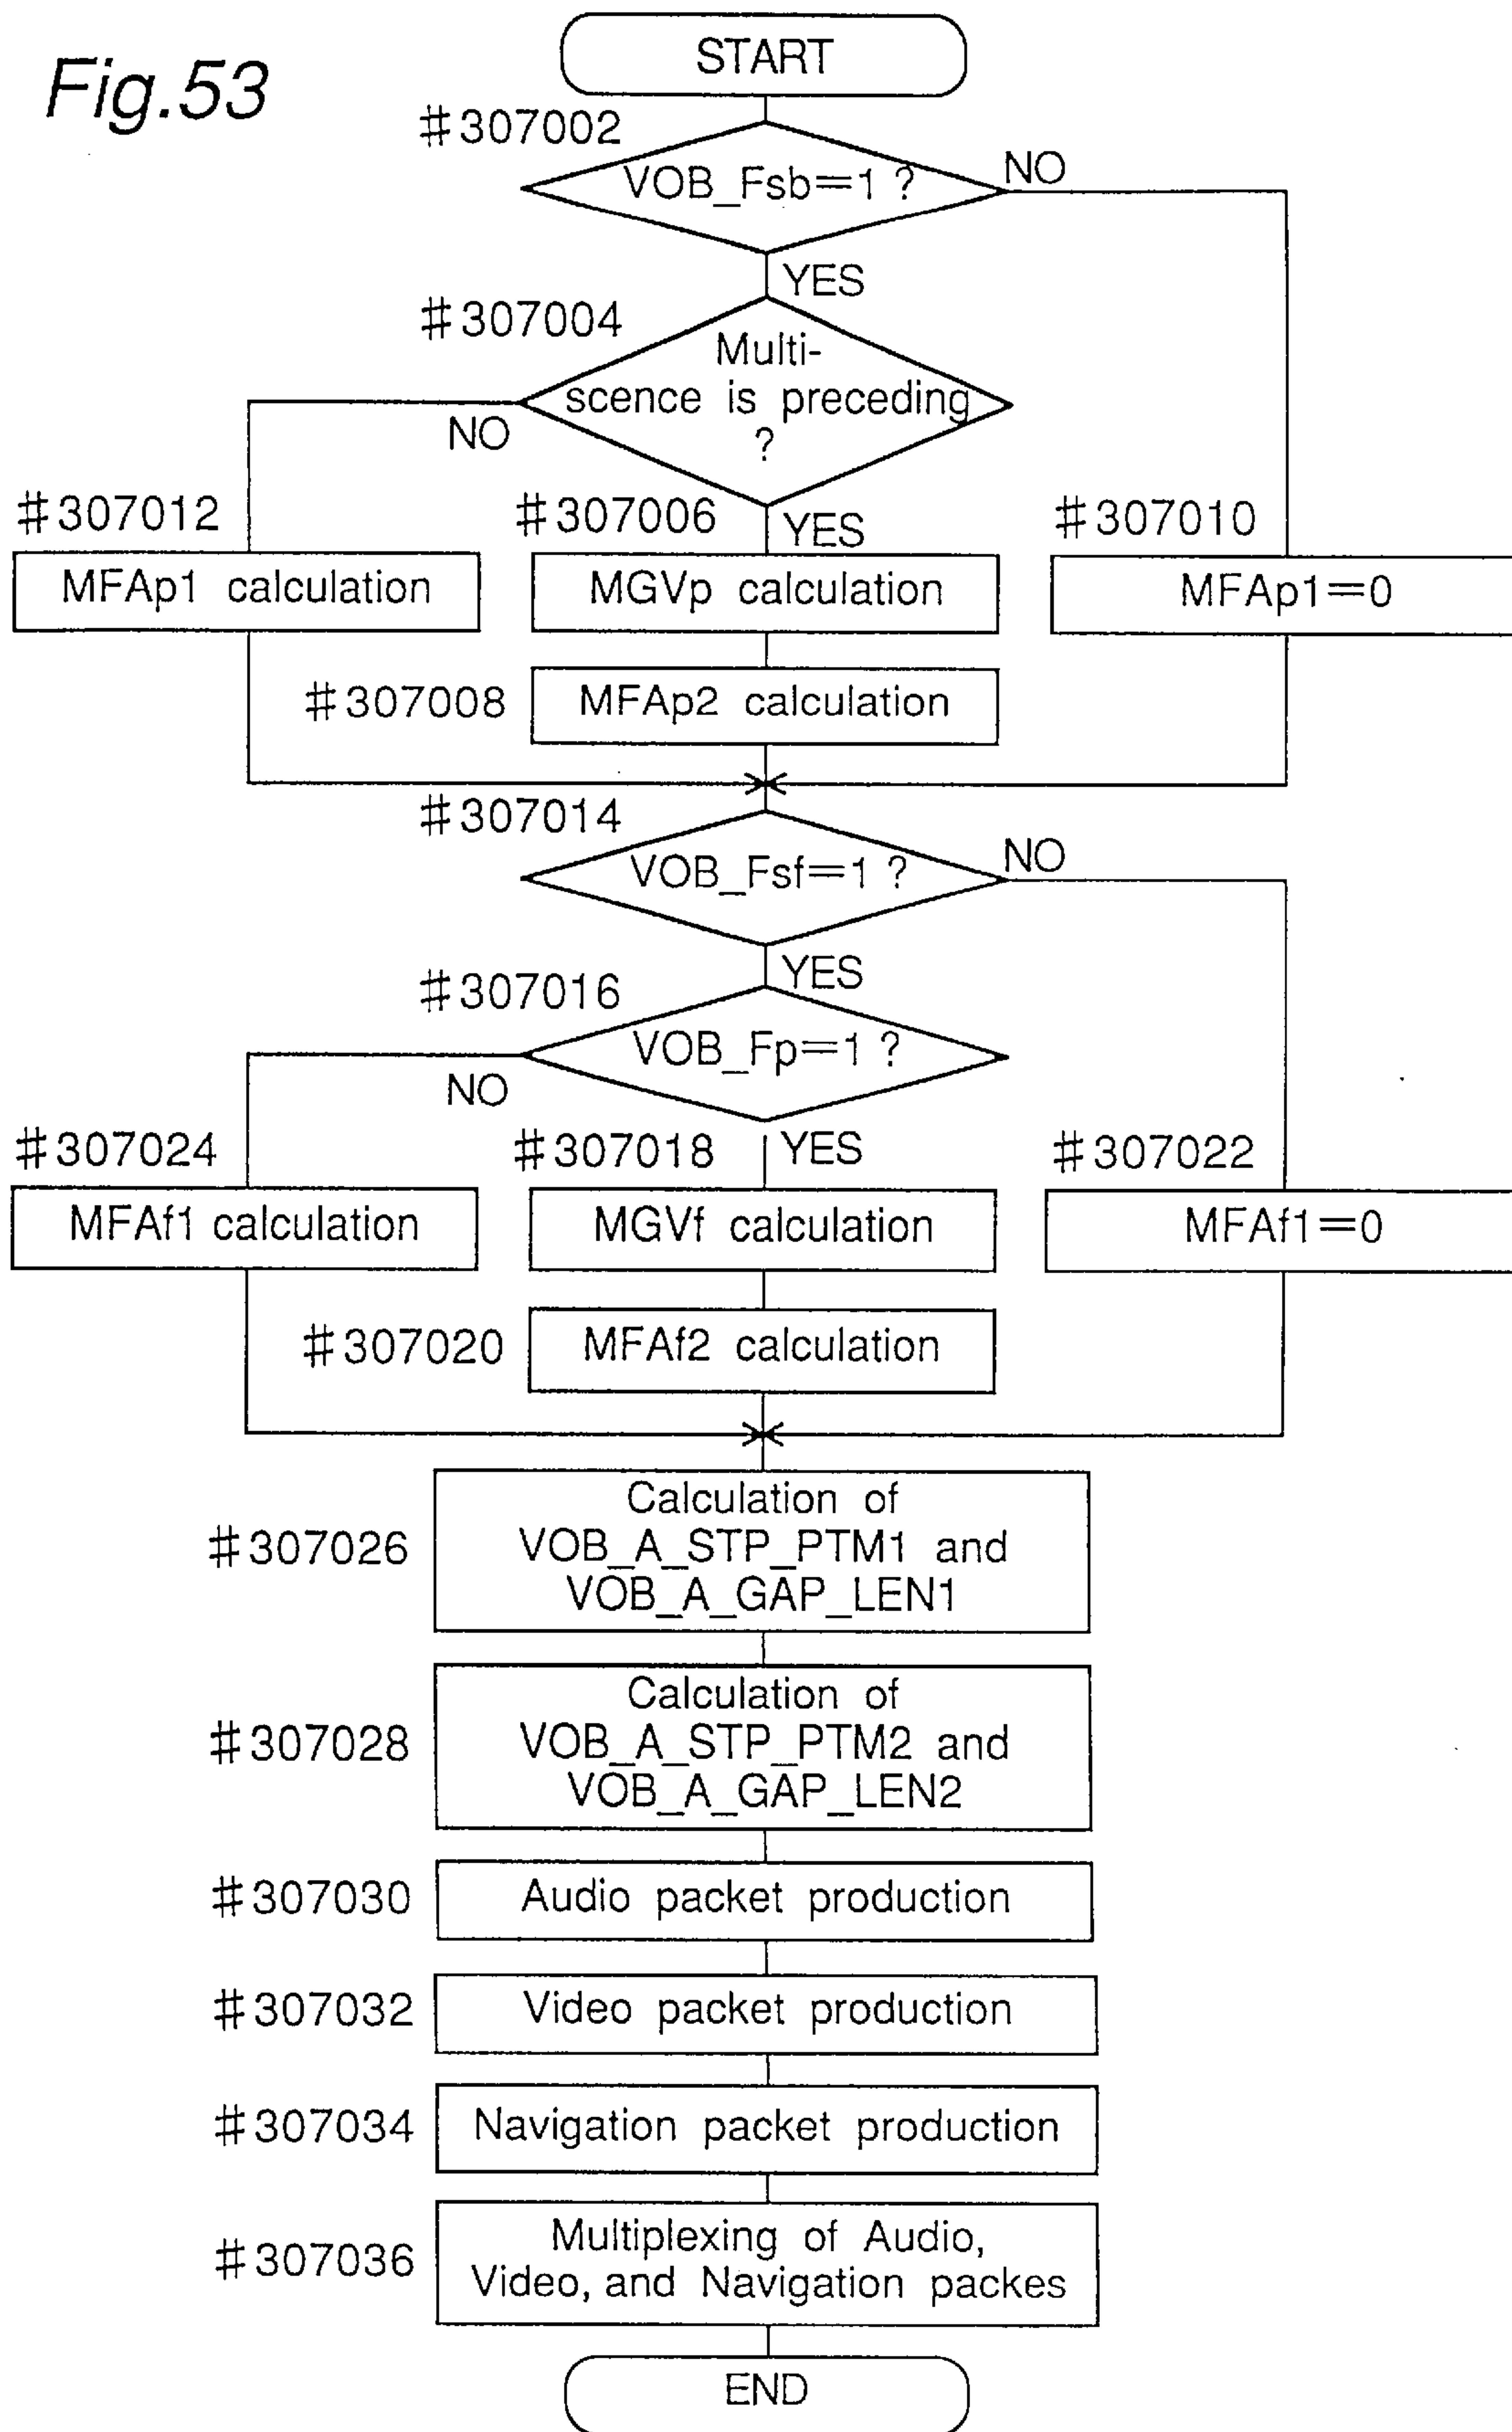 Fig.53
START
#307002
VOB_Fsb=1 ?
NO
YES
#307004
Multi-
scence is preceding
?
NO
YES
#307012
#307006
#307010
MFAp1 calculation
MGVp calculation
MFAp1=0
#307008
MFAp2 calculation
#307014
VOB_Fsf=1 ?
NO
YES
#307016
VOB_Fp=1 ?
NO
YES
#307024
#307018
#307022
MFAf1 calculation
MGVf calculation
MFAf1=0
#307020
MFAf2 calculation
#307026
Calculation of
VOB_A_STP_PTM1 and
VOB_A_GAP_LEN1
#307028
Calculation of
VOB_A_STP_PTM2 and
VOB_A_GAP_LEN2
#307030
Audio packet production
#307032
Video packet production
#307034
Navigation packet production
#307036
Multiplexing of Audio,
Video, and Navigation packes
END